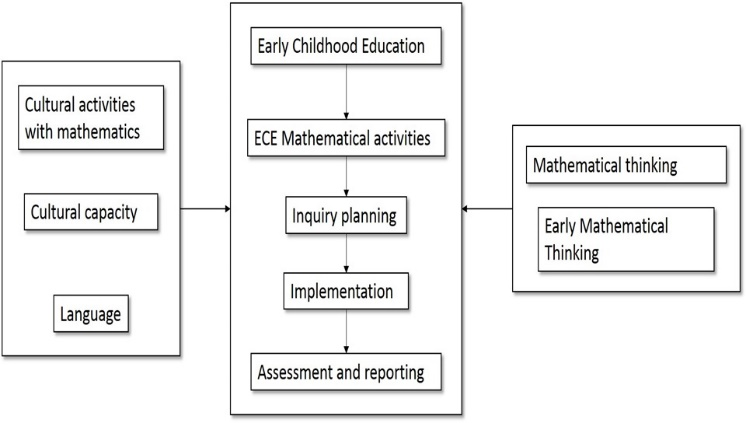 Cultural activities
with mathematics
Cultural capacity
Language
Early Childhood Education
ECE Mathematical activities
Inquiry planning
Implementation
Assessment and reporting
Mathematical thinking
Early Mathematical
Thinking